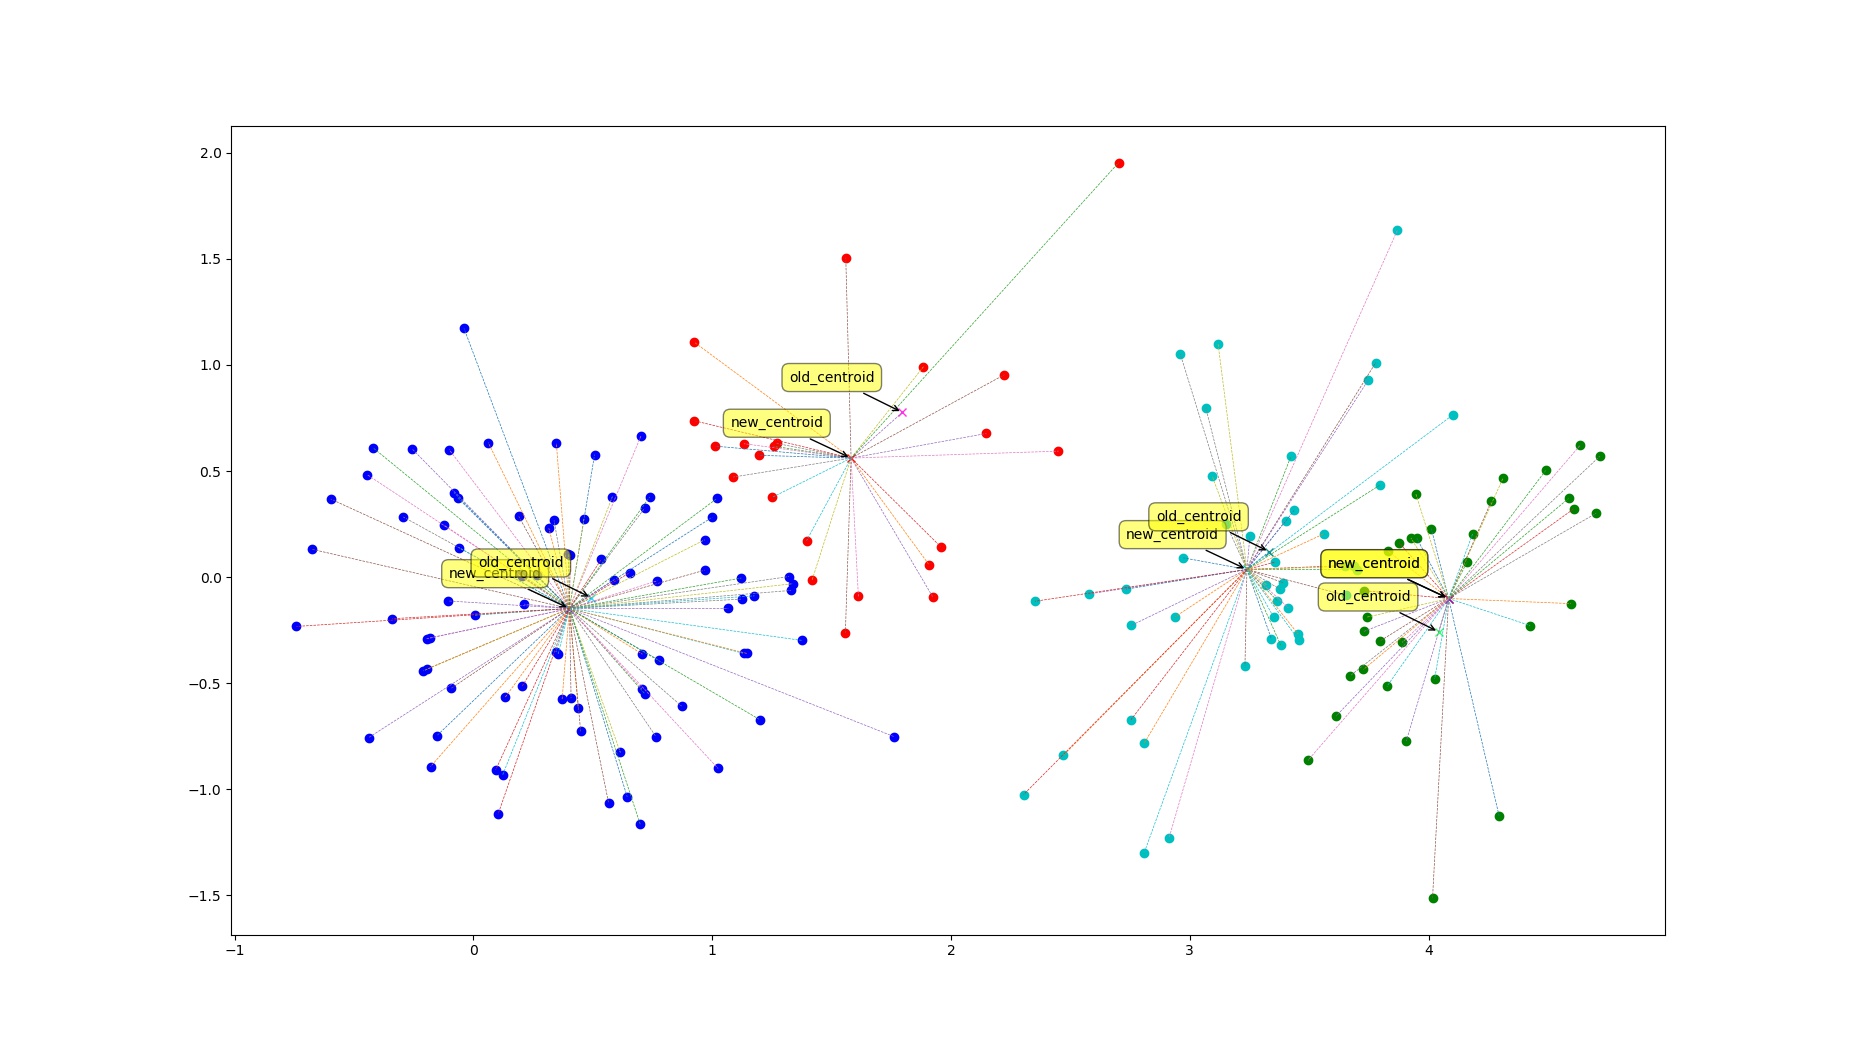 2.0
1.5
1.0
0.5
0.0
−0.5
−1.0
−1.5
−1
0
1
2
3
4
old_centroid
new_centroid
old_centroid
new_centroid
old_centroid
new_centroid
new_centroid
old_centroid